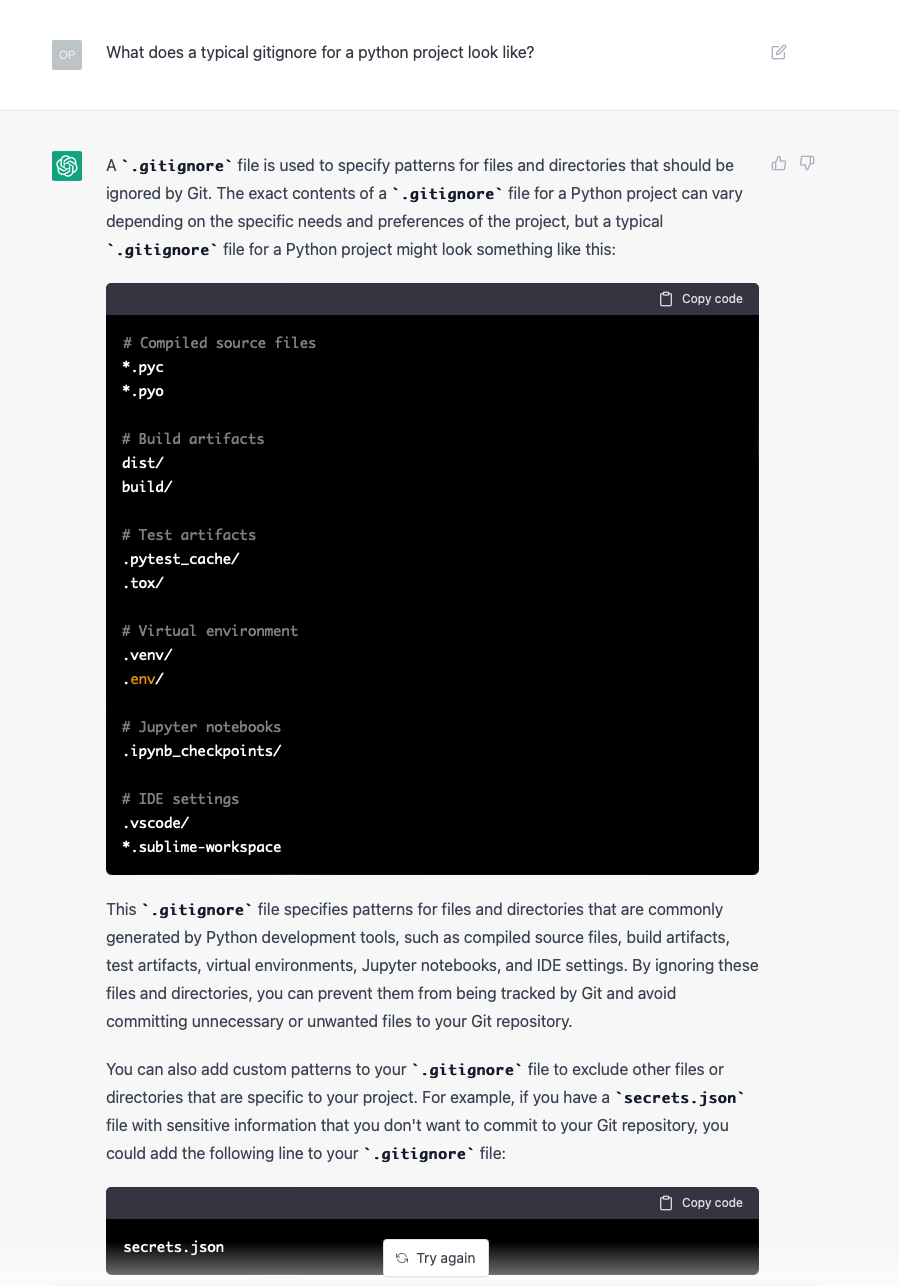 OP
What does a typical gitignore for a python project look like?
A `.gitignore` file is used to specify patterns for files and directories that should be
ignored by Git. The exact contents of a `.gitignore` file for a Python project can vary
depending on the specific needs and preferences of the project, but a typical
`.gitignore` file for a Python project might look something like this:
Copy code
# Compiled source files
*.pyc
*.pyo
# Build artifacts
dist/
build/
# Test artifacts
.pytest_cache/
.tox/
# Virtual environment
.venv/
.env/
# Jupyter notebooks
.ipynb_checkpoints/
# IDE settings
.vscode/
*.sublime-workspace
This `.gitignore` file specifies patterns for files and directories that are commonly
generated by Python development tools, such as compiled source files, build artifacts,
test artifacts, virtual environments, Jupyter notebooks, and IDE settings. By ignoring these
files and directories, you can prevent them from being tracked by Git and avoid
committing unnecessary or unwanted files to your Git repository.
You can also add custom patterns to your `.gitignore` file to exclude other files or
directories that are specific to your project. For example, if you have a `secrets.json`
file with sensitive information that you don't want to commit to your Git repository, you
could add the following line to your `.gitignore` file:
Copy code
secrets.json
Try again